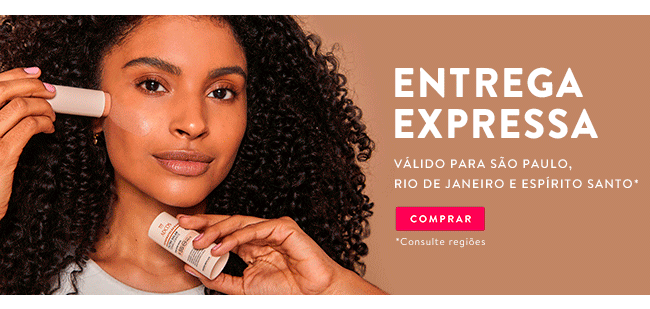 ENTREGA
EXPRESSA
VÁLIDO PARA SÃO PAULO,
RIO DE JANEIRO E ESPÍRITO SANTO*
COMPRAR
*Consulte regiões